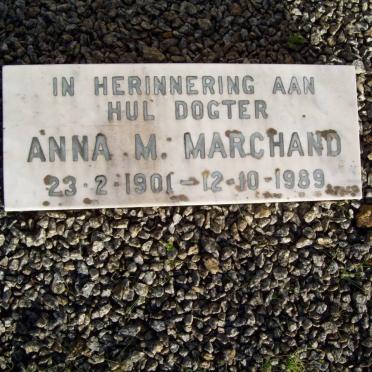 IN HERINNERING AAN
HUL DOGTER
ANNA M. MARCHAND
23·2·1901 – 12·10·1989